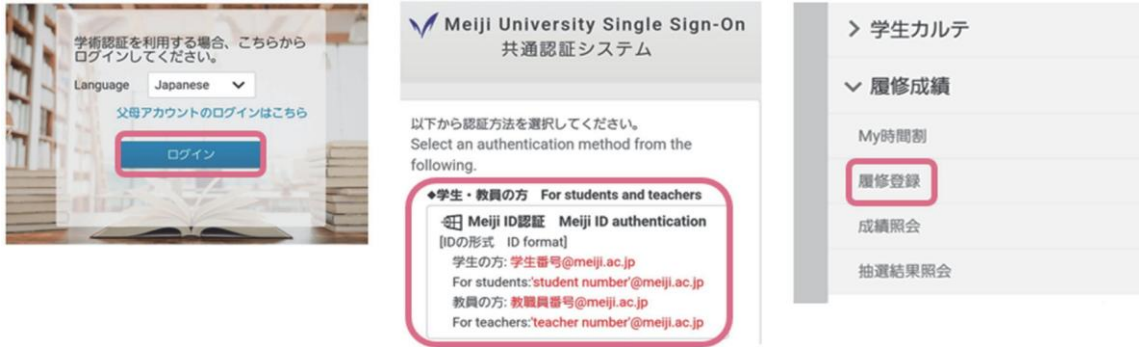 学術認証を利用する場合、こちらから
ログインしてください。
Language Japanese
父母アカウントのログインはこちら
ログイン
Meiji University Single Sign-On
共通認証システム
以下から認証方法を選択してください。
Select an authentication method from the
following.
◆学生・教員の方 For students and teachers
Meiji ID認証 Meiji ID authentication
[IDの形式 ID format]
学生の方: 学生番号@meiji.ac.jp
For students:'student number'@meiji.ac.jp
教員の方: 教職員番号@meiji.ac.jp
For teachers:'teacher number'@meiji.ac.jp
学生カルテ
履修成績
My時間割
履修登録
成績照会
抽選結果照会